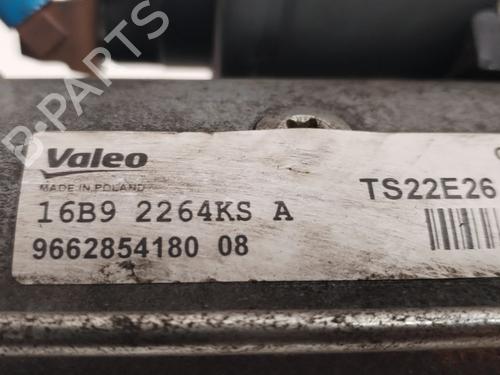 B-PARTS
Valeo
MADE IN POLAND
TS22E26
16B9 2264KS A
9662854180 08